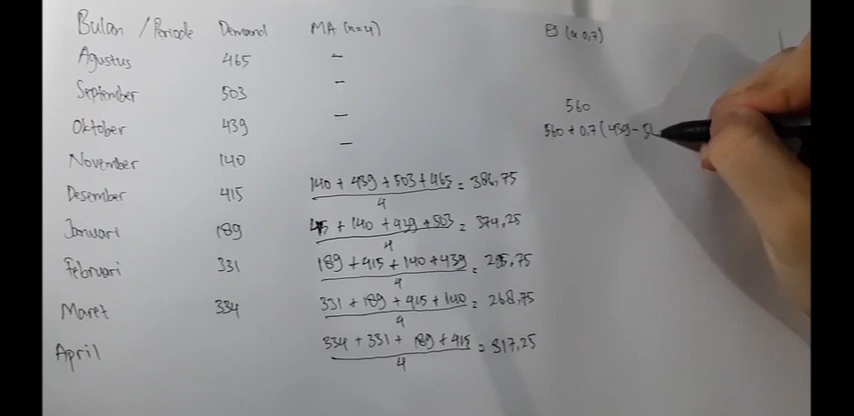 Bulan / Periode Demand MA (n=4) ES (α 0,7)
Agustus 465 -
September 503 - 560
Oktober 439 - 560 + 0,7 (439 - 5
November 140 -
Desember 415 140 + 439 + 503 + 465 / 4 = 386,75
Januari 189 + 140 + 439 + 503 / 4 = 374,25
Februari 331 189 + 415 + 140 + 439 / 4 = 295,75
Maret 334 331 + 189 + 415 + 140 / 4 = 268,75
April 334 + 331 + 189 + 415 / 4 = 317,25